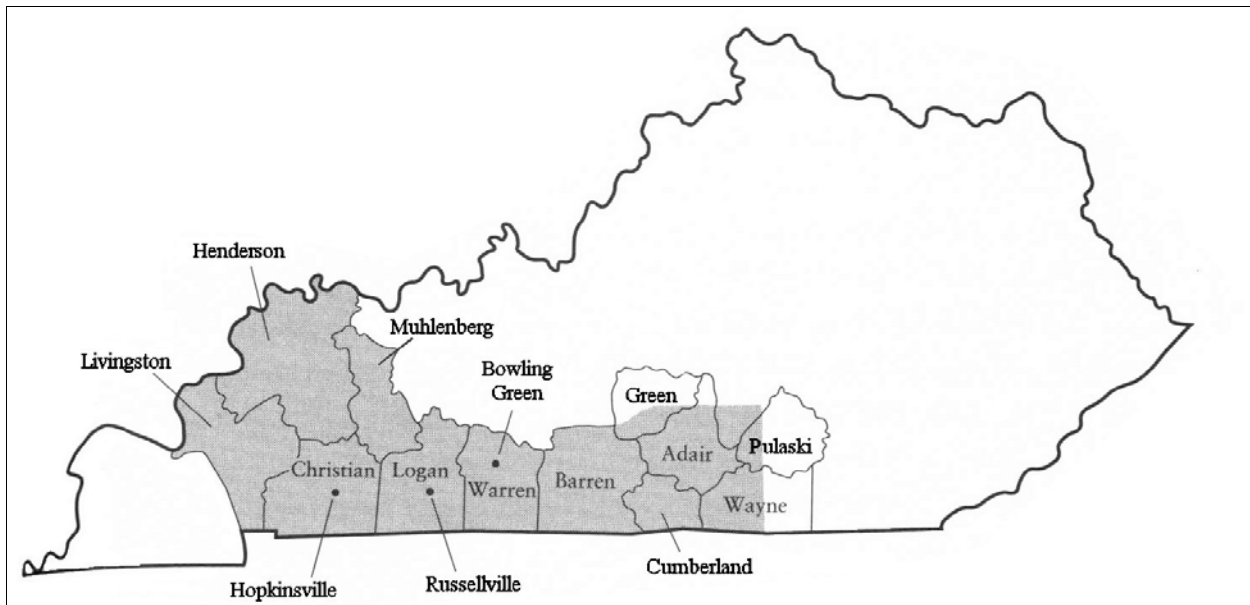 Henderson
Muhlenberg
Livingston
Bowling
Green
Green
Pulaski
Adair
Christian
Logan
Warren
Barren
Wayne
Cumberland
Hopkinsville
Russellville